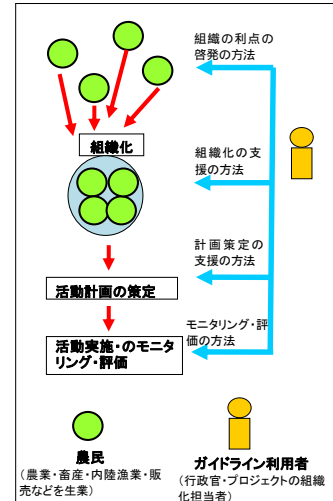 組織の利点の
啓発の方法
組織化
組織化の支
援の方法
計画策定の
支援の方法
活動計画の策定
モニタリング・評
価の方法
活動実施・のモニタ
リング・評価
農民
（農業・畜産・内陸漁業・販
売などを生業）
ガイドライン利用者
（行政官・プロジェクトの組織
化担当者）